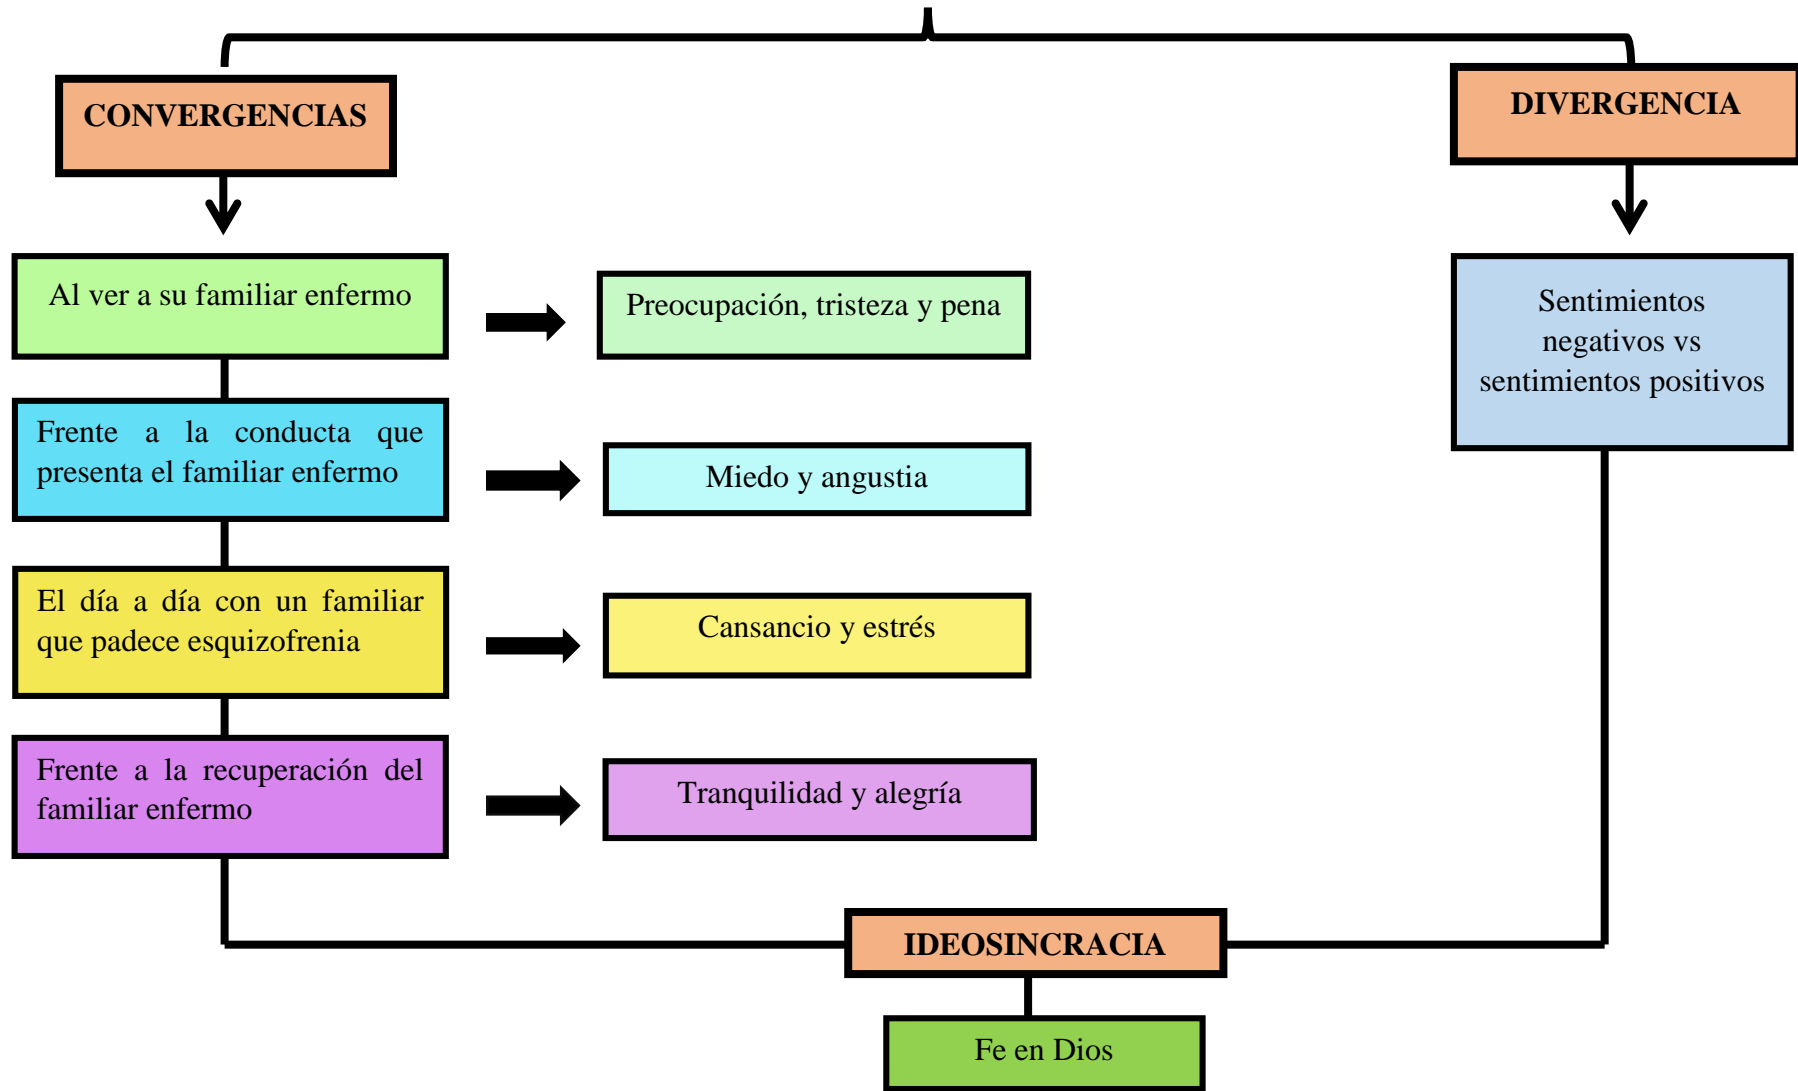 CONVERGENCIAS
DIVERGENCIA
Al ver a su familiar enfermo
Preocupación, tristeza y pena
Sentimientos
negativos vs
sentimientos positivos
Frente a la conducta que
presenta el familiar enfermo
Miedo y angustia
El día a día con un familiar
que padece esquizofrenia
Cansancio y estrés
Frente a la recuperación del
familiar enfermo
Tranquilidad y alegría
IDEOSINCRACIA
Fe en Dios